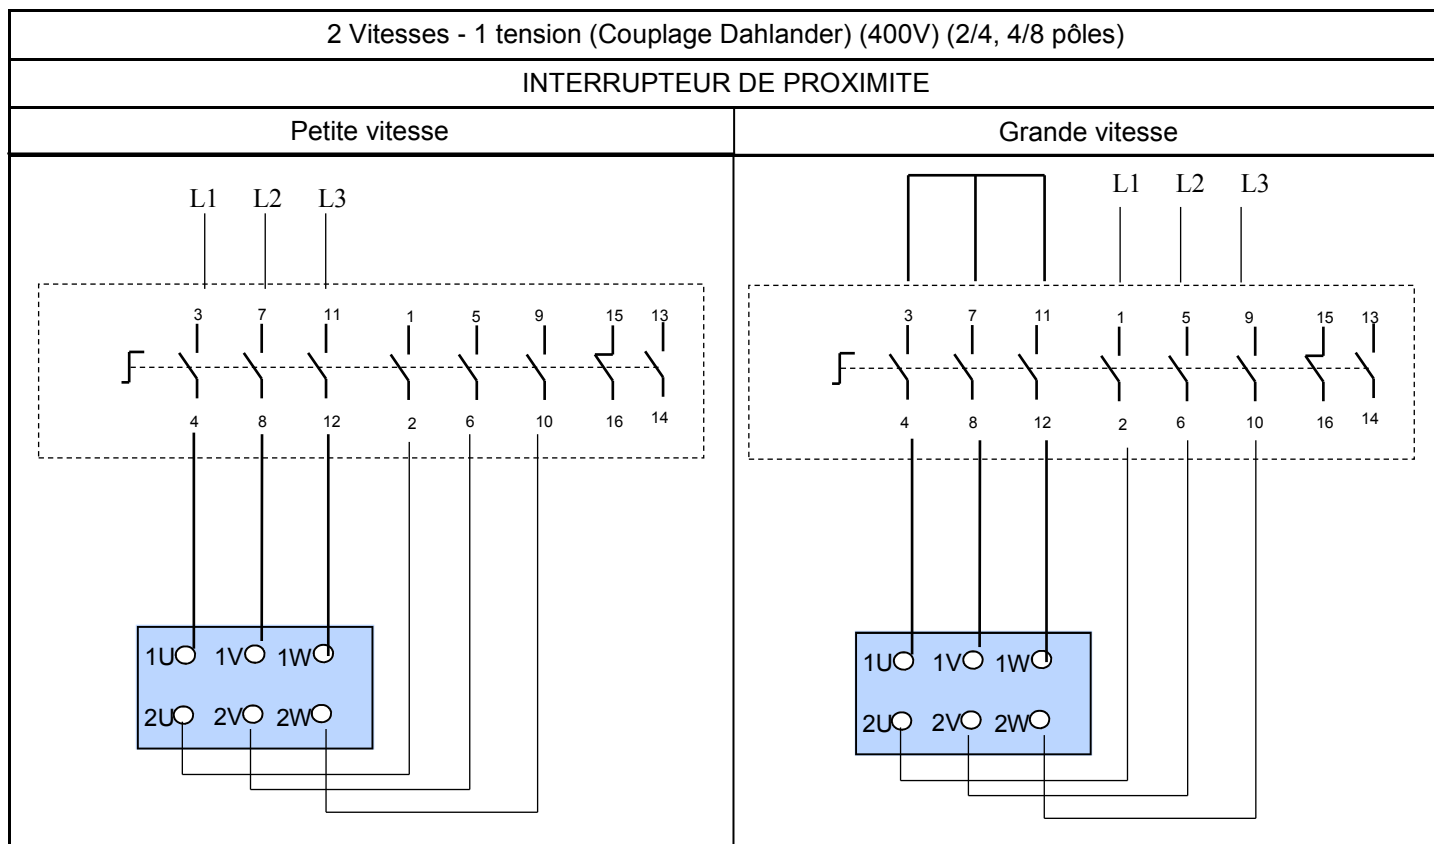 2 Vitesses - 1 tension (Couplage Dahlander) (400V) (2/4, 4/8 pôles)
INTERRUPTEUR DE PROXIMITE
Petite vitesse
Grande vitesse
L1 L2 L3
3 7 11 1 5 9 15 13
4 8 12 2 6 10 16 14
1U 1V 1W
2U 2V 2W
L1 L2 L3
3 7 11 1 5 9 15 13
4 8 12 2 6 10 16 14
1U 1V 1W
2U 2V 2W